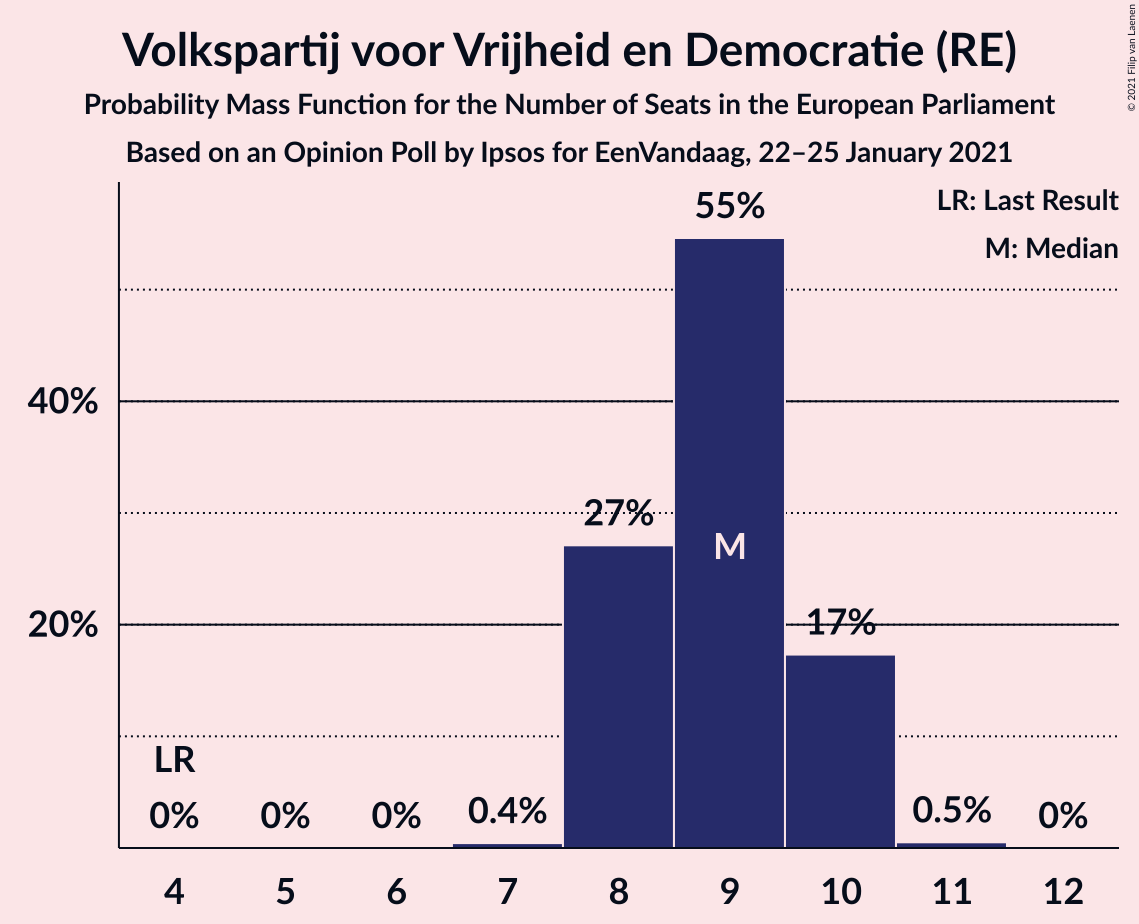 Volkspartij voor Vrijheid en Democratie (RE)
Probability Mass Function for the Number of Seats in the European Parliament
Based on an Opinion Poll by Ipsos for EenVandaag, 22–25 January 2021
© 2021 Filip van Laenen
LR: Last Result
M: Median
55%
40%
27%
M
20%
17%
LR
0% 0% 0% 0.4% 0.5% 0%
4 5 6 7 8 9 10 11 12